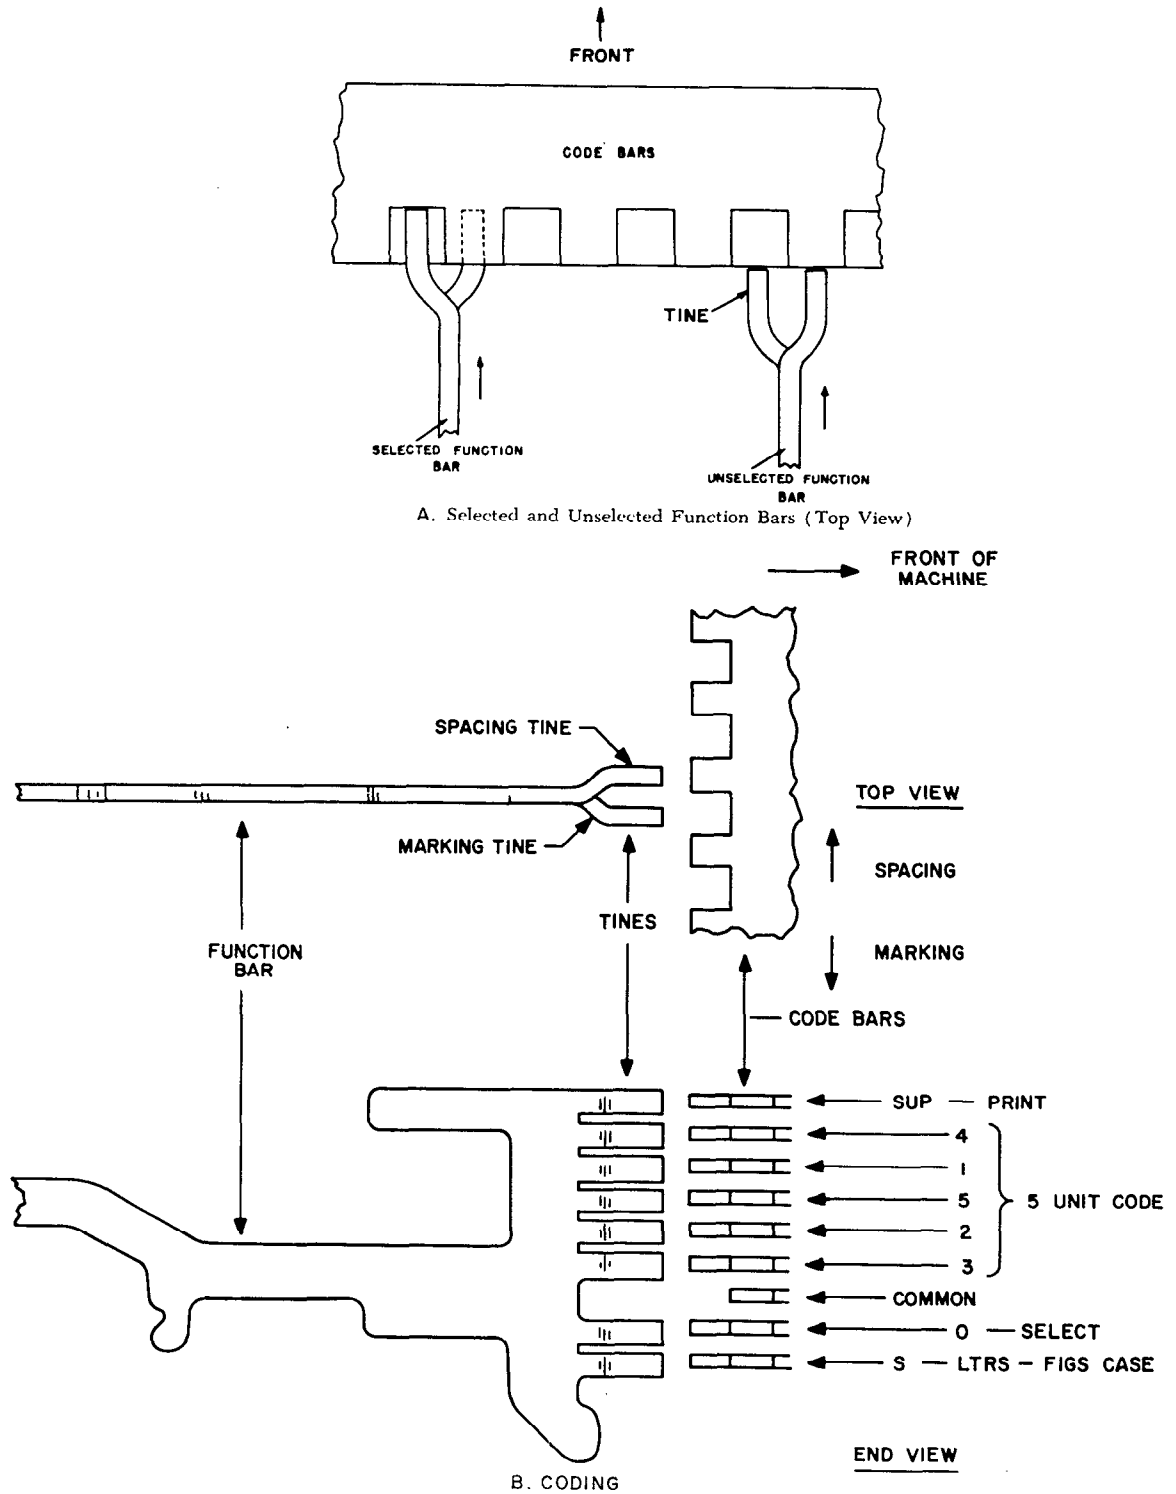 FRONT
CODE BARS
TINE
SELECTED FUNCTION
BAR
UNSELECTED FUNCTION
BAR
A. Selected and Unselected Function Bars (Top View)
FRONT OF
MACHINE
SPACING TINE
TOP VIEW
MARKING TINE
SPACING
TINES
FUNCTION
BAR
MARKING
CODE BARS
SUP — PRINT
4
1
5
5 UNIT CODE
2
3
COMMON
0 — SELECT
S — LTRS - FIGS CASE
END VIEW
B. CODING